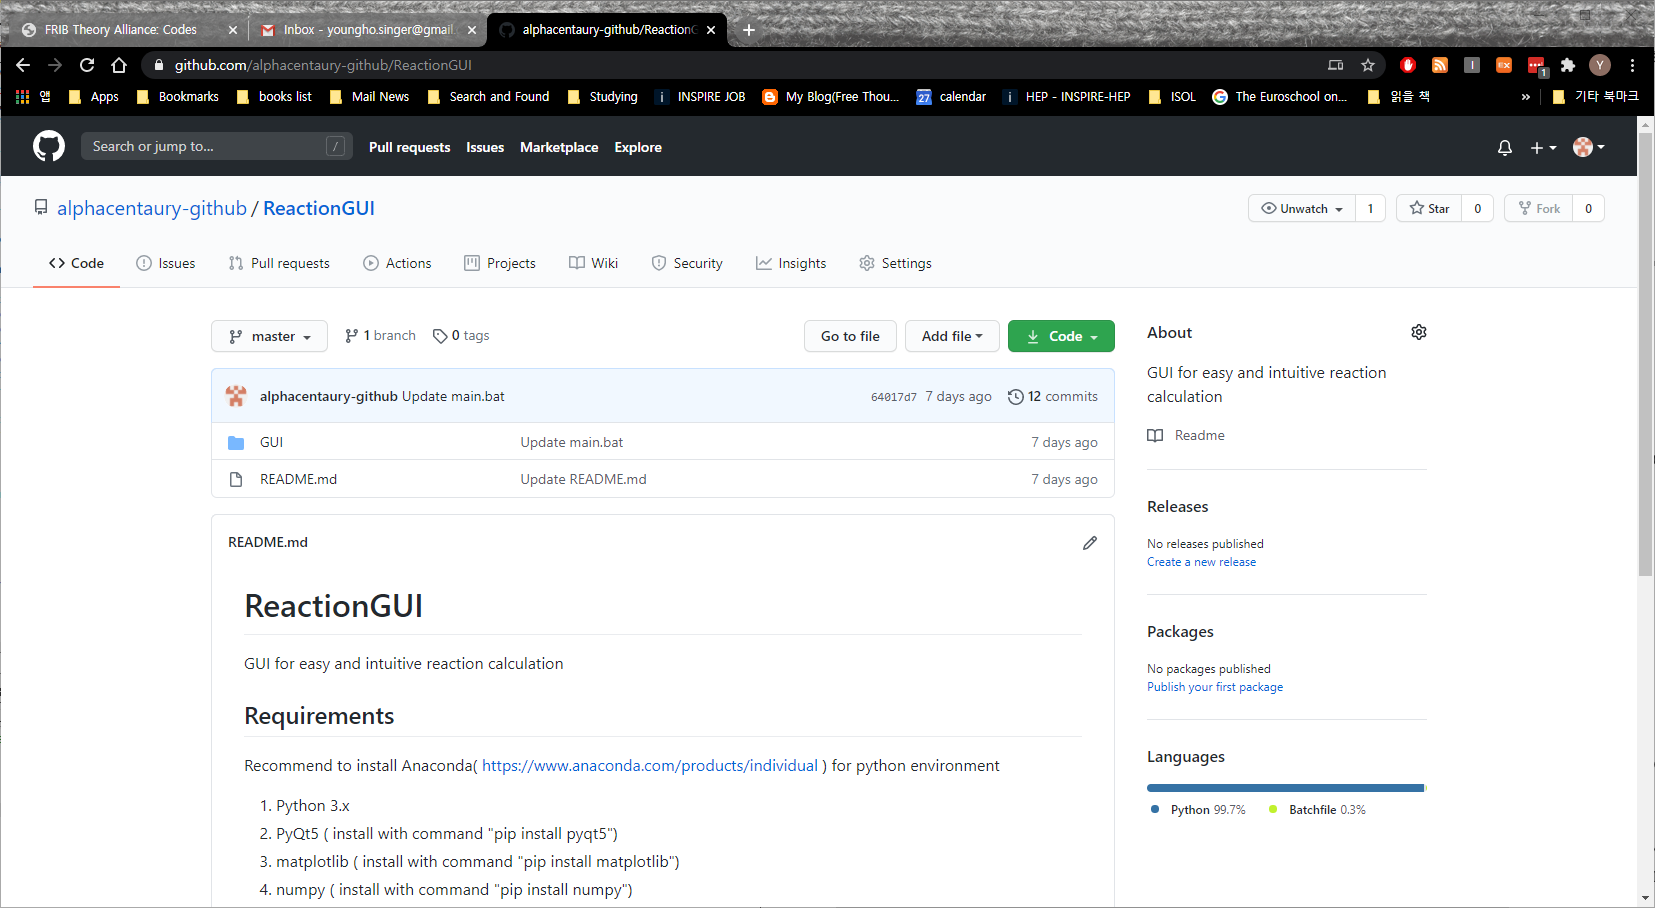 FRIB Theory Alliance: Codes
Inbox - youngho.singer@gmail.
alphacentaury-github/Reaction
github.com/alphacentaury-github/ReactionGUI
1
Y
앱
Apps
Bookmarks
books list
Mail News
Search and Found
Studying
INSPIRE JOB
My Blog(Free Thou...
27
calendar
HEP - INSPIRE-HEP
ISOL
The Euroschool on...
읽을 책
»
기타 북마크
Search or jump to...
/
Pull requests
Issues
Marketplace
Explore
alphacentaury-github / ReactionGUI
Unwatch 1
Star 0
Fork 0
Code
Issues
Pull requests
Actions
Projects
Wiki
Security
Insights
Settings
master
1 branch
0 tags
Go to file
Add file
Code
alphacentaury-github Update main.bat
64017d7 7 days ago
12 commits
GUI Update main.bat 7 days ago
README.md Update README.md 7 days ago
README.md
ReactionGUI
GUI for easy and intuitive reaction calculation
Requirements
Recommend to install Anaconda( https://www.anaconda.com/products/individual ) for python environment
1. Python 3.x
2. PyQt5 ( install with command "pip install pyqt5")
3. matplotlib ( install with command "pip install matplotlib")
4. numpy ( install with command "pip install numpy")
About
GUI for easy and intuitive reaction
calculation
Readme
Releases
No releases published
Create a new release
Packages
No packages published
Publish your first package
Languages
Python 99.7% Batchfile 0.3%